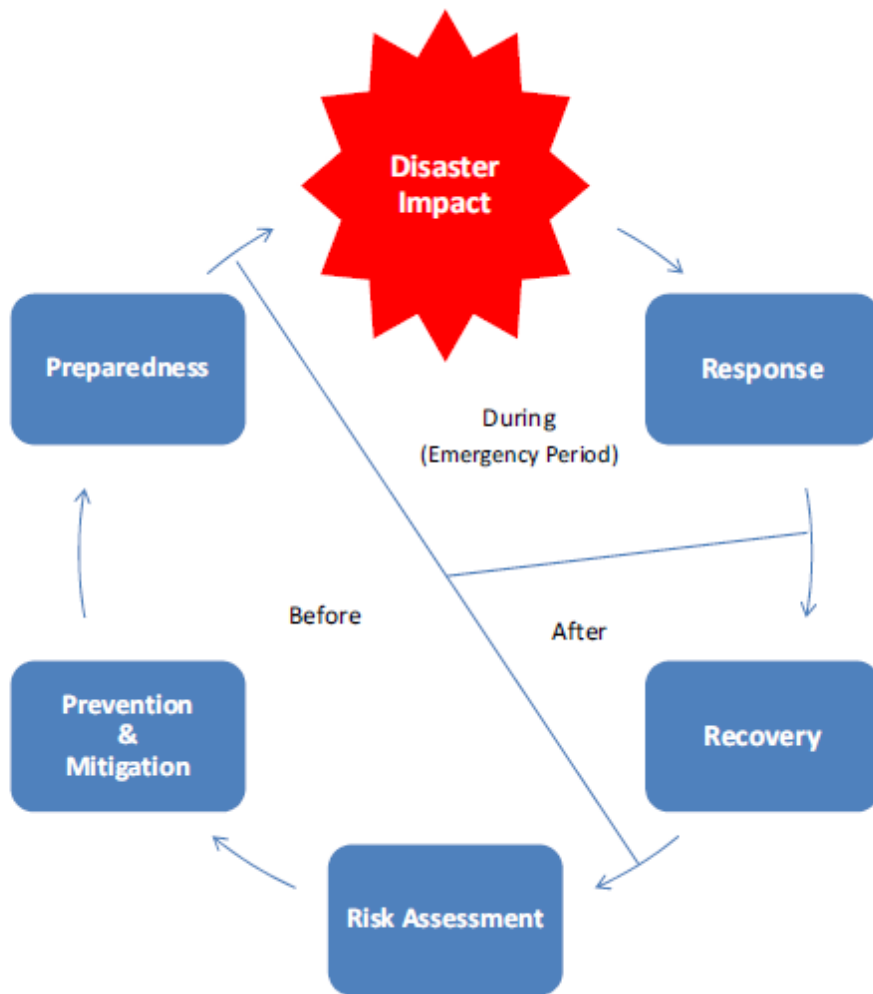 Disaster
Impact
Preparedness
Response
During
(Emergency Period)
Before
After
Prevention
&
Mitigation
Recovery
Risk Assessment